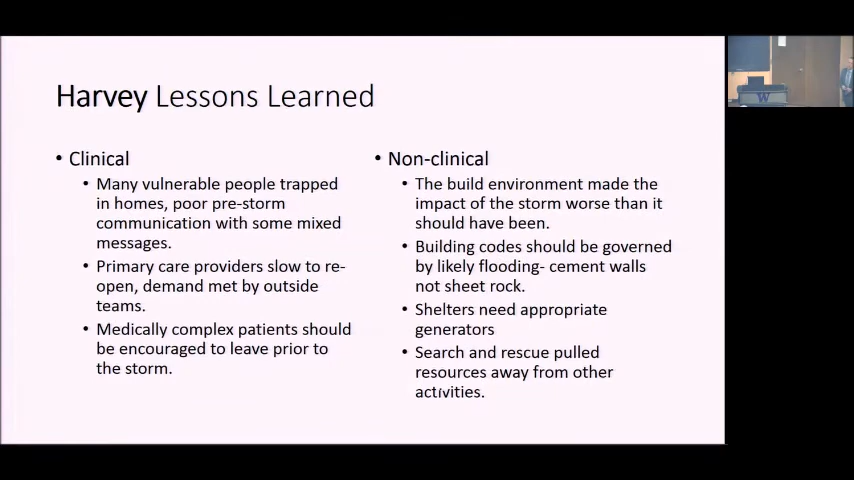 Harvey Lessons Learned
• Clinical
• Many vulnerable people trapped
in homes, poor pre-storm
communication with some mixed
messages.
• Primary care providers slow to re-
open, demand met by outside
teams.
• Medically complex patients should
be encouraged to leave prior to
the storm.
• Non-clinical
• The build environment made the
impact of the storm worse than it
should have been.
• Building codes should be governed
by likely flooding- cement walls
not sheet rock.
• Shelters need appropriate
generators
• Search and rescue pulled
resources away from other
activities.
W